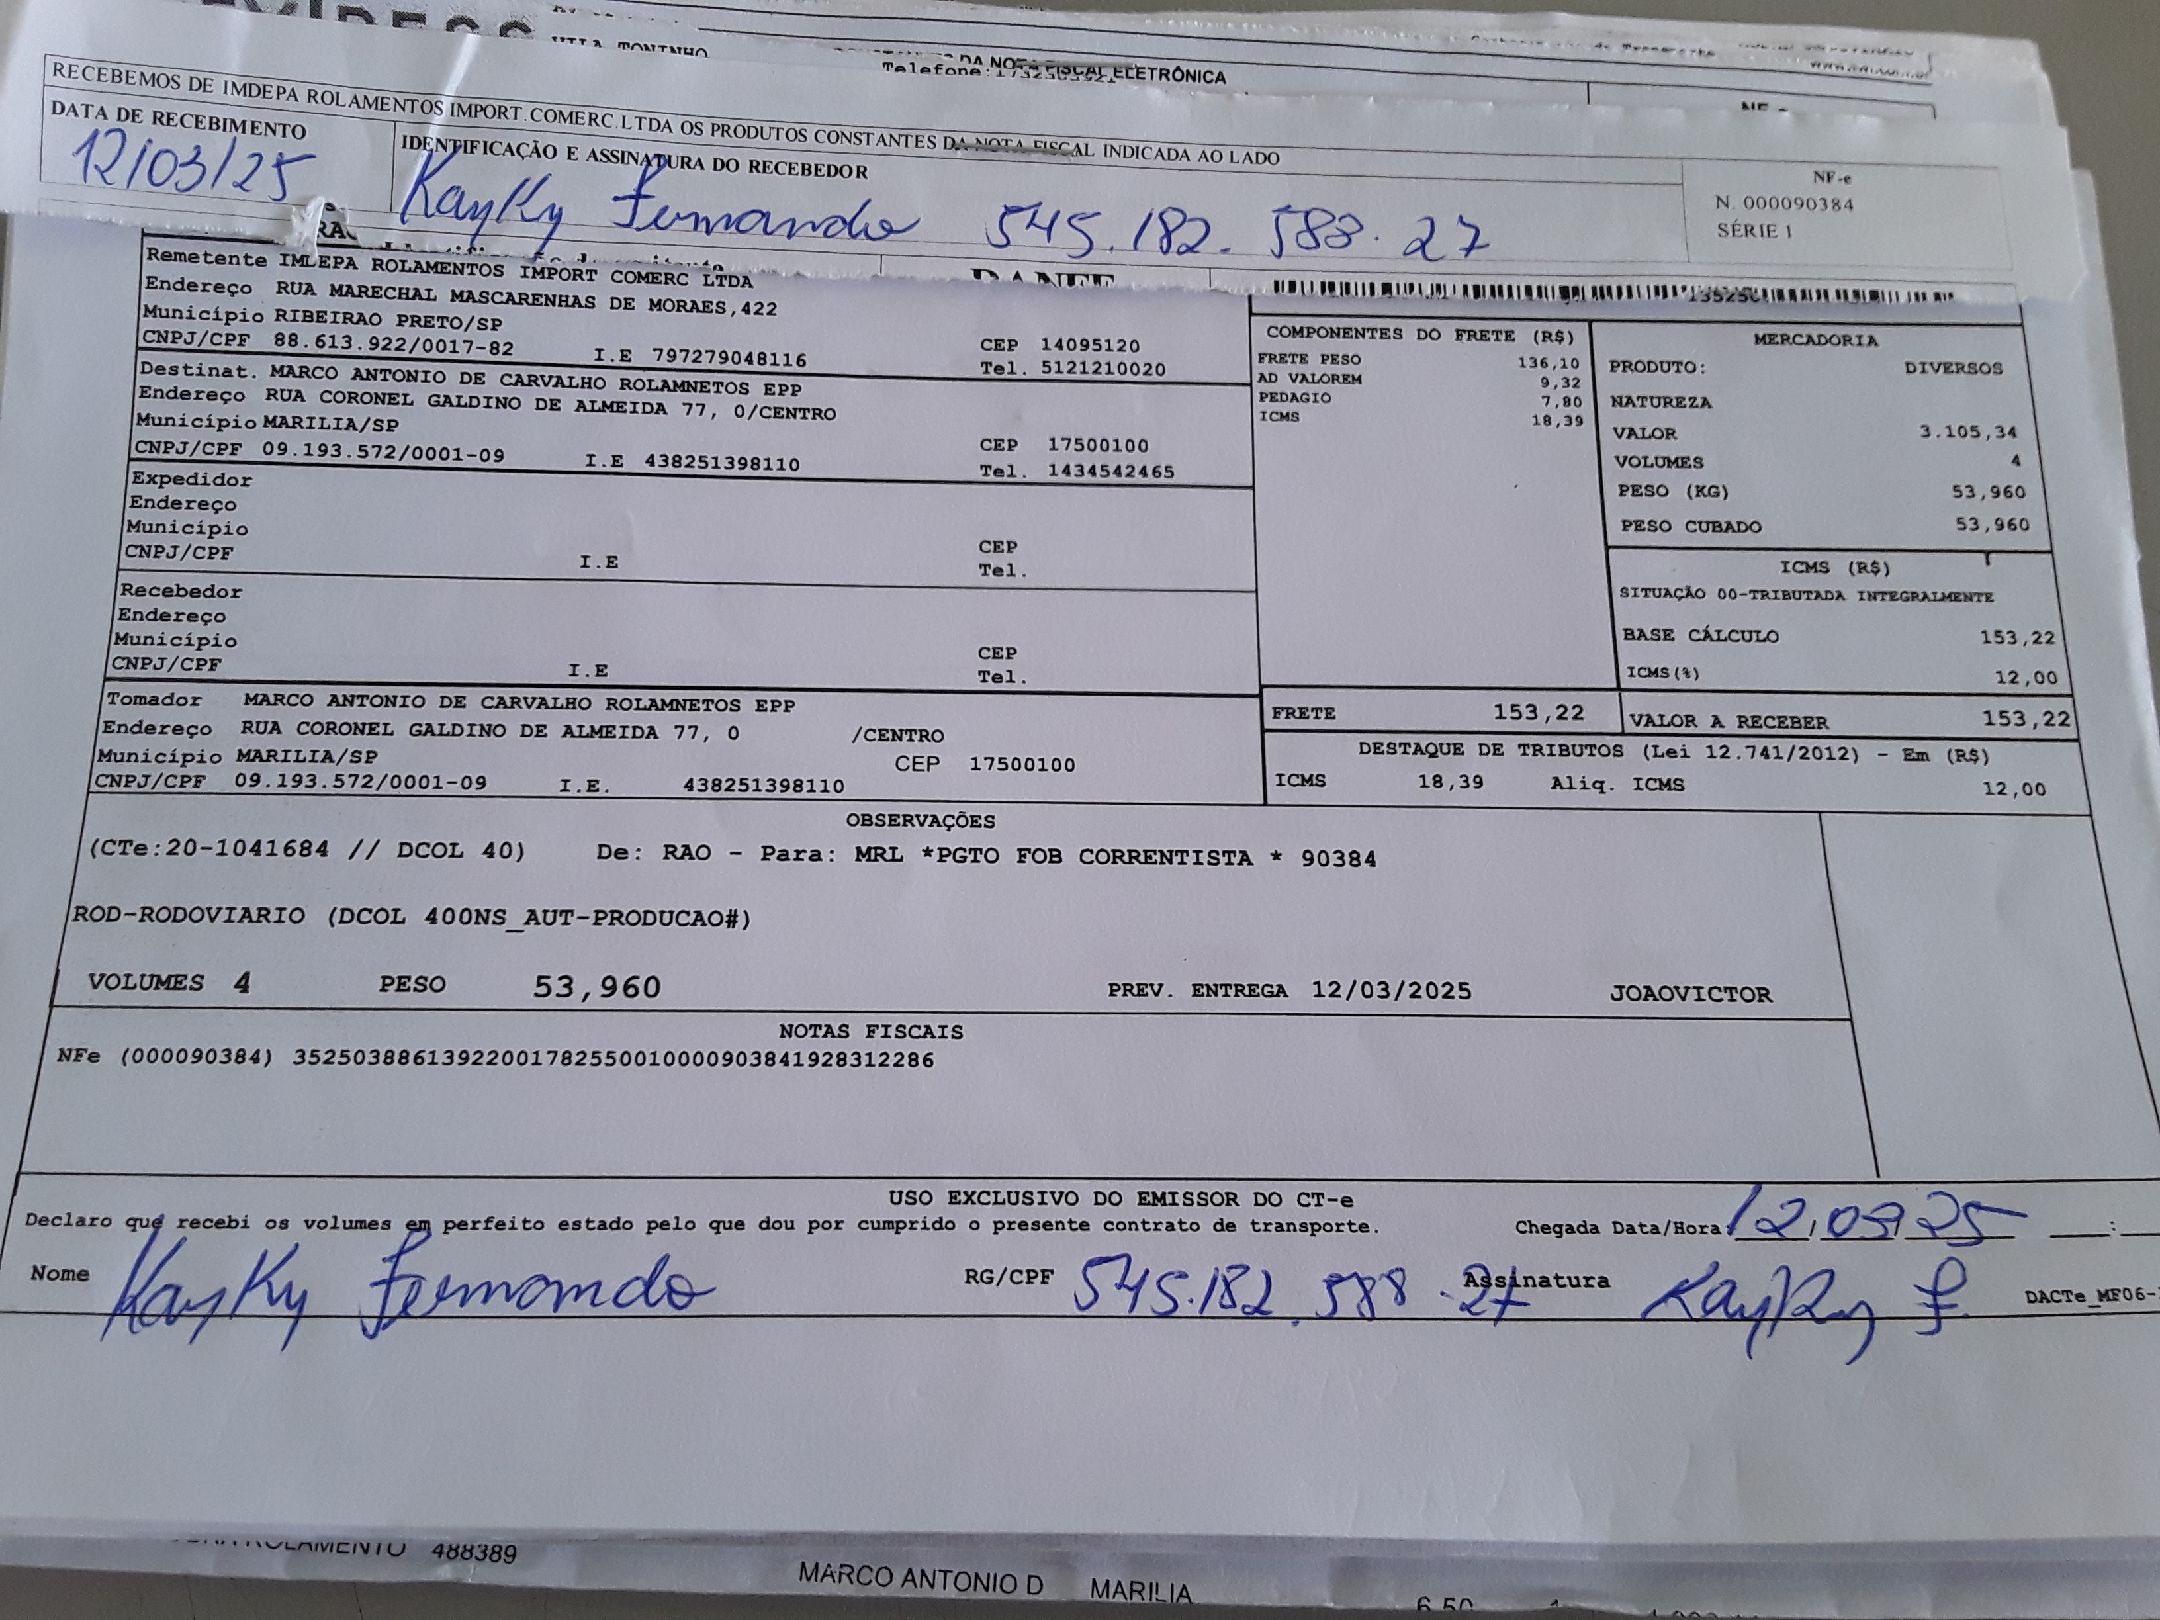 VILA TONINHO
DA NOTA FISCAL ELETRÔNICA
Telefone:
www.
RECEBEMOS DE IMDEPA ROLAMENTOS IMPORT.COMERC.LTDA OS PRODUTOS CONSTANTES DA NOTA FISCAL INDICADA AO LADO
DATA DE RECEBIMENTO
12/03/25
IDENTIFICAÇÃO E ASSINATURA DO RECEBEDOR
Kayky Fernando 545.182.588.27
NF-e
N. 000090384
SÉRIE 1
DANFE
Remetente IMDEPA ROLAMENTOS IMPORT COMERC LTDA
Endereço RUA MARECHAL MASCARENHAS DE MORAES,422
Município RIBEIRAO PRETO/SP
CEP 14095120
CNPJ/CPF 88.613.922/0017-82 I.E 797279048116 Tel. 5121210020
Destinat. MARCO ANTONIO DE CARVALHO ROLAMNETOS EPP
Endereço RUA CORONEL GALDINO DE ALMEIDA 77, 0/CENTRO
Município MARILIA/SP
CEP 17500100
CNPJ/CPF 09.193.572/0001-09 I.E 438251398110 Tel. 1434542465
Expedidor
Endereço
Município
CEP
CNPJ/CPF I.E Tel.
Recebedor
Endereço
Município
CEP
CNPJ/CPF I.E Tel.
Tomador MARCO ANTONIO DE CARVALHO ROLAMNETOS EPP
Endereço RUA CORONEL GALDINO DE ALMEIDA 77, 0 /CENTRO
Município MARILIA/SP CEP 17500100
CNPJ/CPF 09.193.572/0001-09 I.E. 438251398110
COMPONENTES DO FRETE (R$)
FRETE PESO 136,10
AD VALOREM 9,32
PEDAGIO 7,80
ICMS 18,39
MERCADORIA
PRODUTO: DIVERSOS
NATUREZA
VALOR 3.105,34
VOLUMES 4
PESO (KG) 53,960
PESO CUBADO 53,960
ICMS (R$)
SITUAÇÃO 00-TRIBUTADA INTEGRALMENTE
BASE CÁLCULO 153,22
ICMS(%) 12,00
FRETE 153,22 VALOR A RECEBER 153,22
DESTAQUE DE TRIBUTOS (Lei 12.741/2012) - Em (R$)
ICMS 18,39 Aliq. ICMS 12,00
OBSERVAÇÕES
(CTe:20-1041684 // DCOL 40) De: RAO - Para: MRL *PGTO FOB CORRENTISTA * 90384
ROD-RODOVIARIO (DCOL 400NS_AUT-PRODUCAO#)
VOLUMES 4 PESO 53,960 PREV. ENTREGA 12/03/2025 JOAOVICTOR
NOTAS FISCAIS
NFe (000090384) 35250388613922001782550010000903841928312286
USO EXCLUSIVO DO EMISSOR DO CT-e
Declaro que recebi os volumes em perfeito estado pelo que dou por cumprido o presente contrato de transporte. Chegada Data/Hora 12,03,25 :
Nome Kayky Fernando RG/CPF 545.182.588.27 Assinatura Kayky F. DACTe_MF06-
ROLAMENTO 488389
MARCO ANTONIO D MARILIA
6,50